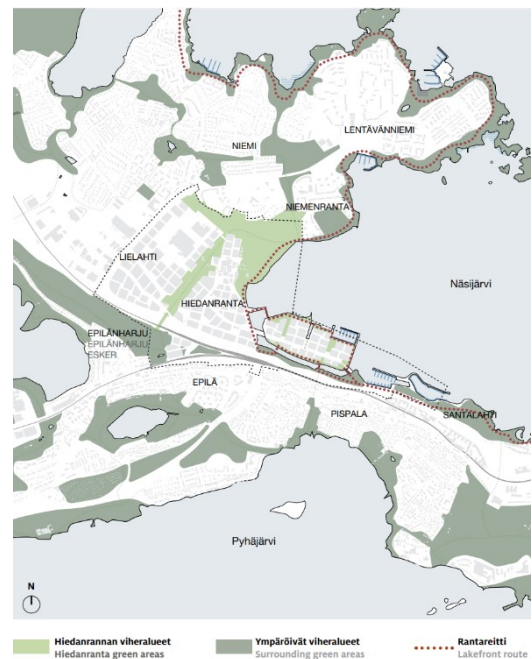 NIEMI
LENTÄVÄNNIEMI
NIEMENRANTA
LIELAHTI
Näsijärvi
HIEDANRANTA
EPILÄNHARJU
EPILÄNHARJU
ESKER
EPILÄ
PISPALA
SANTALAHTI
Pyhäjärvi
N
Hiedanrannan viheralueet
Hiedanranta green areas
Ympäröivät viheralueet
Surrounding green areas
Rantareitti
Lakefront route